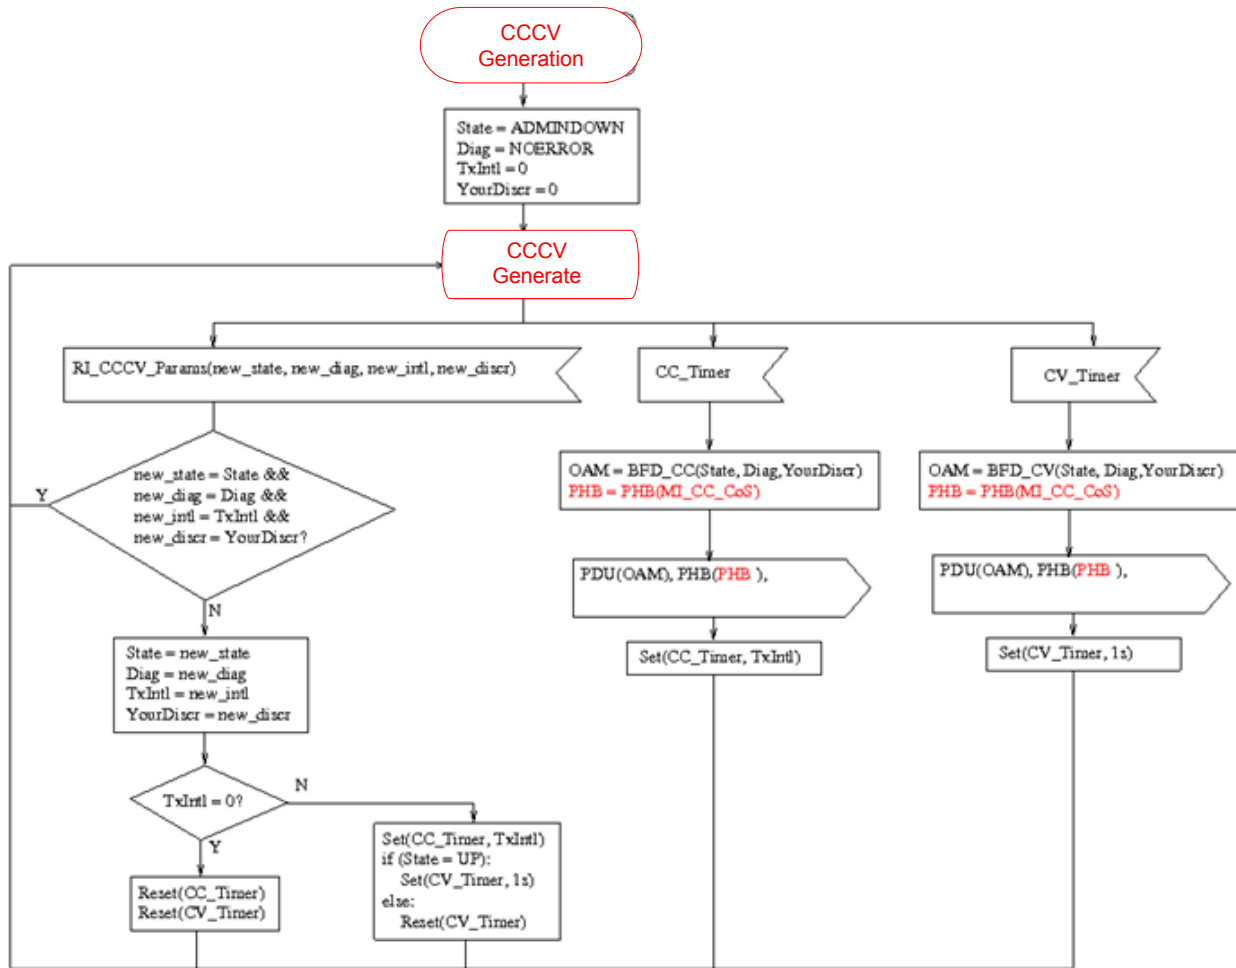 CCCV
Generation
State = ADMINDOWN
Diag = NOERROR
TxIntl = 0
YourDiscr = 0
CCCV
Generate
RI_CCCV_Params(new_state, new_diag, new_intl, new_discr)
CC_Timer
CV_Timer
new_state = State &&
new_diag = Diag &&
new_intl = TxIntl &&
new_discr = YourDiscr?
Y
N
OAM = BFD_CC(State, Diag,YourDiscr)
PHB = PHB(MI_CC_CoS)
OAM = BFD_CV(State, Diag,YourDiscr)
PHB = PHB(MI_CC_CoS)
PDU(OAM), PHB(PHB ),
PDU(OAM), PHB(PHB ),
State = new_state
Diag = new_diag
TxIntl = new_intl
YourDiscr = new_discr
Set(CC_Timer, TxIntl)
Set(CV_Timer, 1s)
TxIntl = 0?
N
Y
Set(CC_Timer, TxIntl)
if (State = UP):
Set(CV_Timer, 1s)
else:
Reset(CV_Timer)
Reset(CC_Timer)
Reset(CV_Timer)